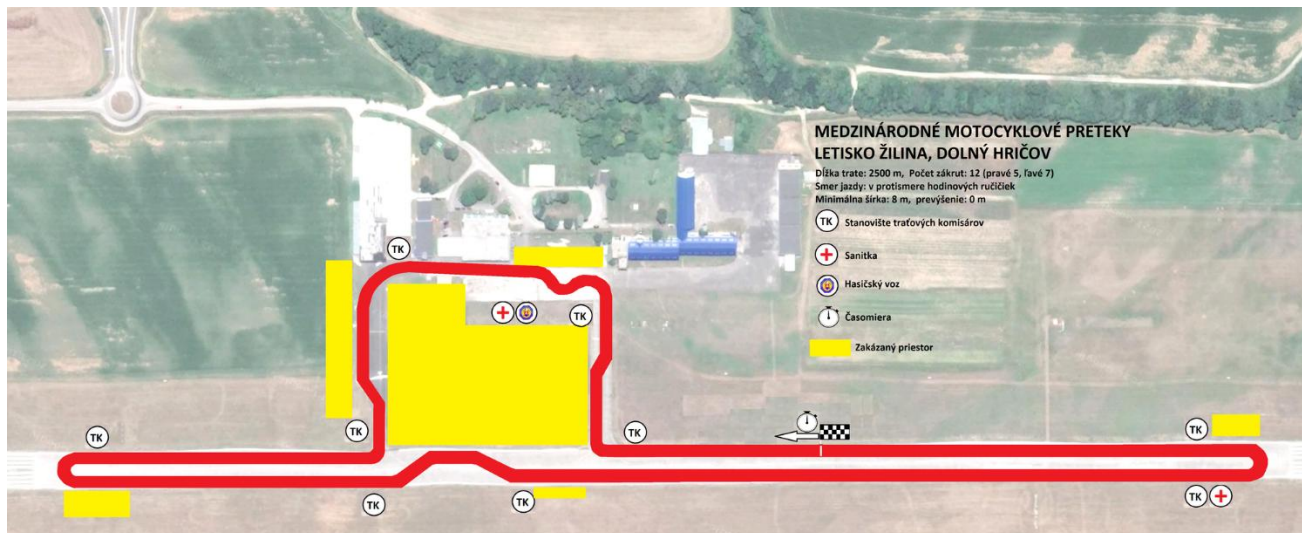 MEDZINÁRODNÉ MOTOCYKLOVÉ PRETEKY
LETISKO ŽILINA, DOLNÝ HRIČOV
Dĺžka trate: 2500 m, Počet zákrut: 12 (pravé 5, ľavé 7)
Smer jazdy: v protismere hodinových ručičiek
Minimálna šírka: 8 m, prevýšenie: 0 m
TK Stanovište traťových komisárov
Sanitka
Hasičský voz
Časomiera
Zakázaný priestor
TK
TK
TK
TK
TK
TK
TK
TK
TK